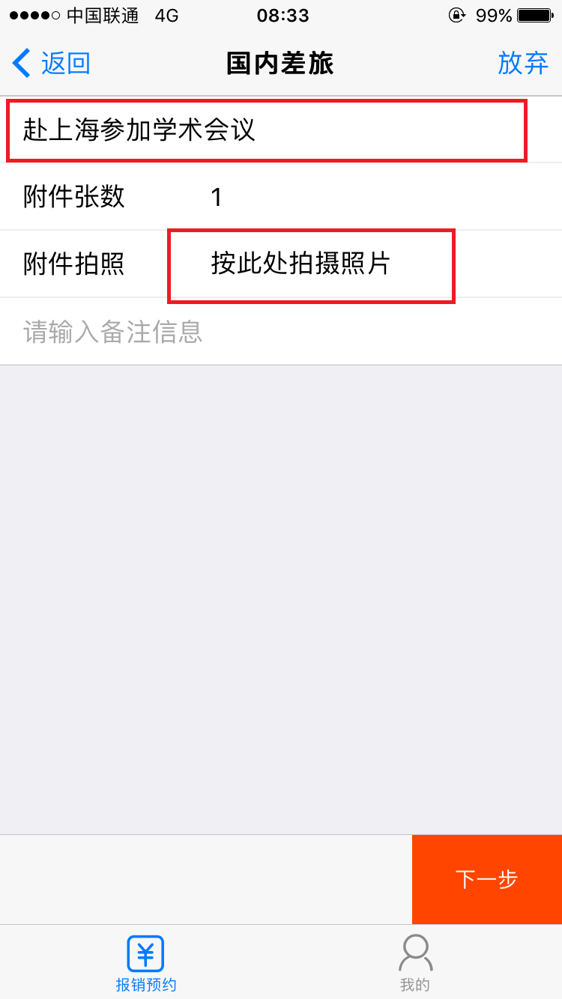 中国联通 4G 08:33 99%
返回 国内差旅 放弃
赴上海参加学术会议
附件张数 1
附件拍照 按此处拍摄照片
请输入备注信息
下一步
报销预约 我的